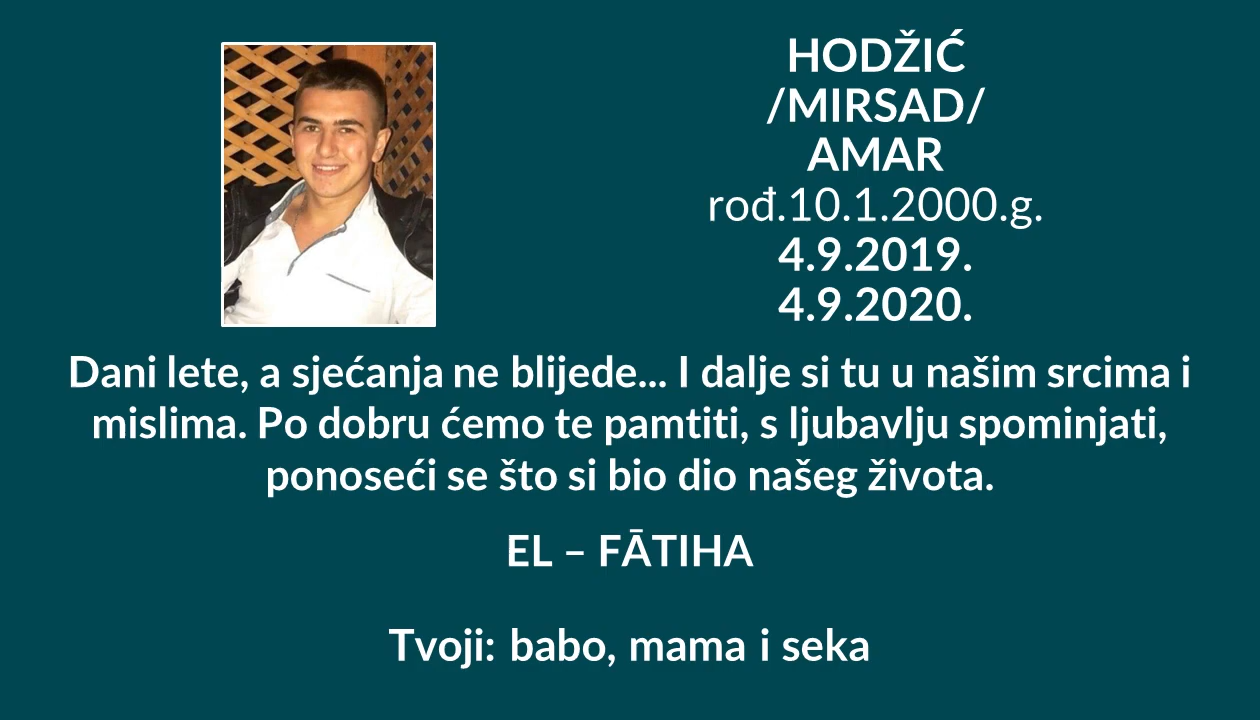 HODŽIĆ
/MIRSAD/
AMAR
rođ.10.1.2000.g.
4.9.2019.
4.9.2020.
Dani lete, a sjećanja ne blijede... I dalje si tu u našim srcima i
mislima. Po dobru ćemo te pamtiti, s ljubavlju spominjati,
ponoseći se što si bio dio našeg života.
EL – FĀTIHA
Tvoji: babo, mama i seka